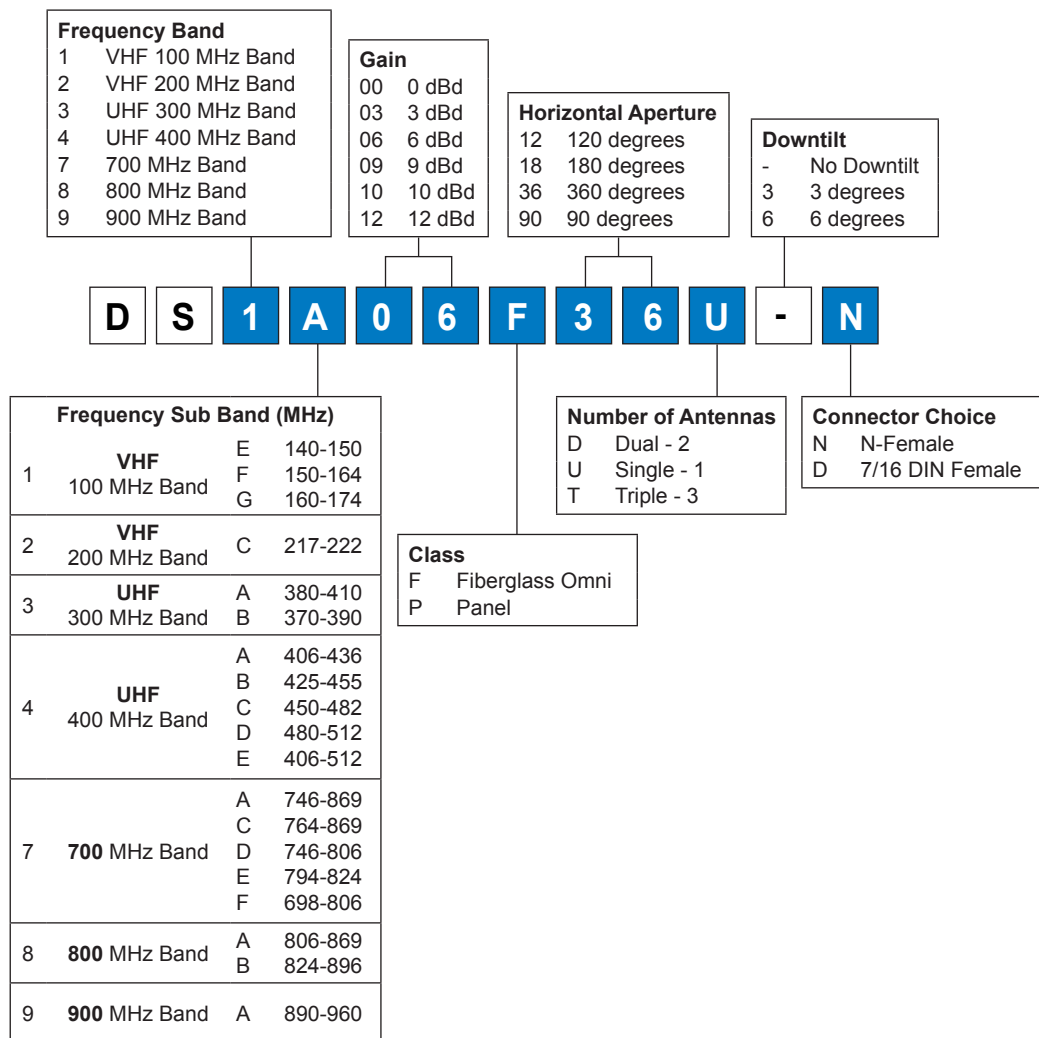 Frequency Band
1 VHF 100 MHz Band
2 VHF 200 MHz Band
3 UHF 300 MHz Band
4 UHF 400 MHz Band
7 700 MHz Band
8 800 MHz Band
9 900 MHz Band
Gain
00 0 dBd
03 3 dBd
06 6 dBd
09 9 dBd
10 10 dBd
12 12 dBd
Horizontal Aperture
12 120 degrees
18 180 degrees
36 360 degrees
90 90 degrees
Downtilt
- No Downtilt
3 3 degrees
6 6 degrees
D S 1 A 0 6 F 3 6 U - N
Frequency Sub Band (MHz)
1 VHF 100 MHz Band
E 140-150
F 150-164
G 160-174
2 VHF 200 MHz Band
C 217-222
3 UHF 300 MHz Band
A 380-410
B 370-390
4 UHF 400 MHz Band
A 406-436
B 425-455
C 450-482
D 480-512
E 406-512
7 700 MHz Band
A 746-869
C 764-869
D 746-806
E 794-824
F 698-806
8 800 MHz Band
A 806-869
B 824-896
9 900 MHz Band
A 890-960
Class
F Fiberglass Omni
P Panel
Number of Antennas
D Dual - 2
U Single - 1
T Triple - 3
Connector Choice
N N-Female
D 7/16 DIN Female